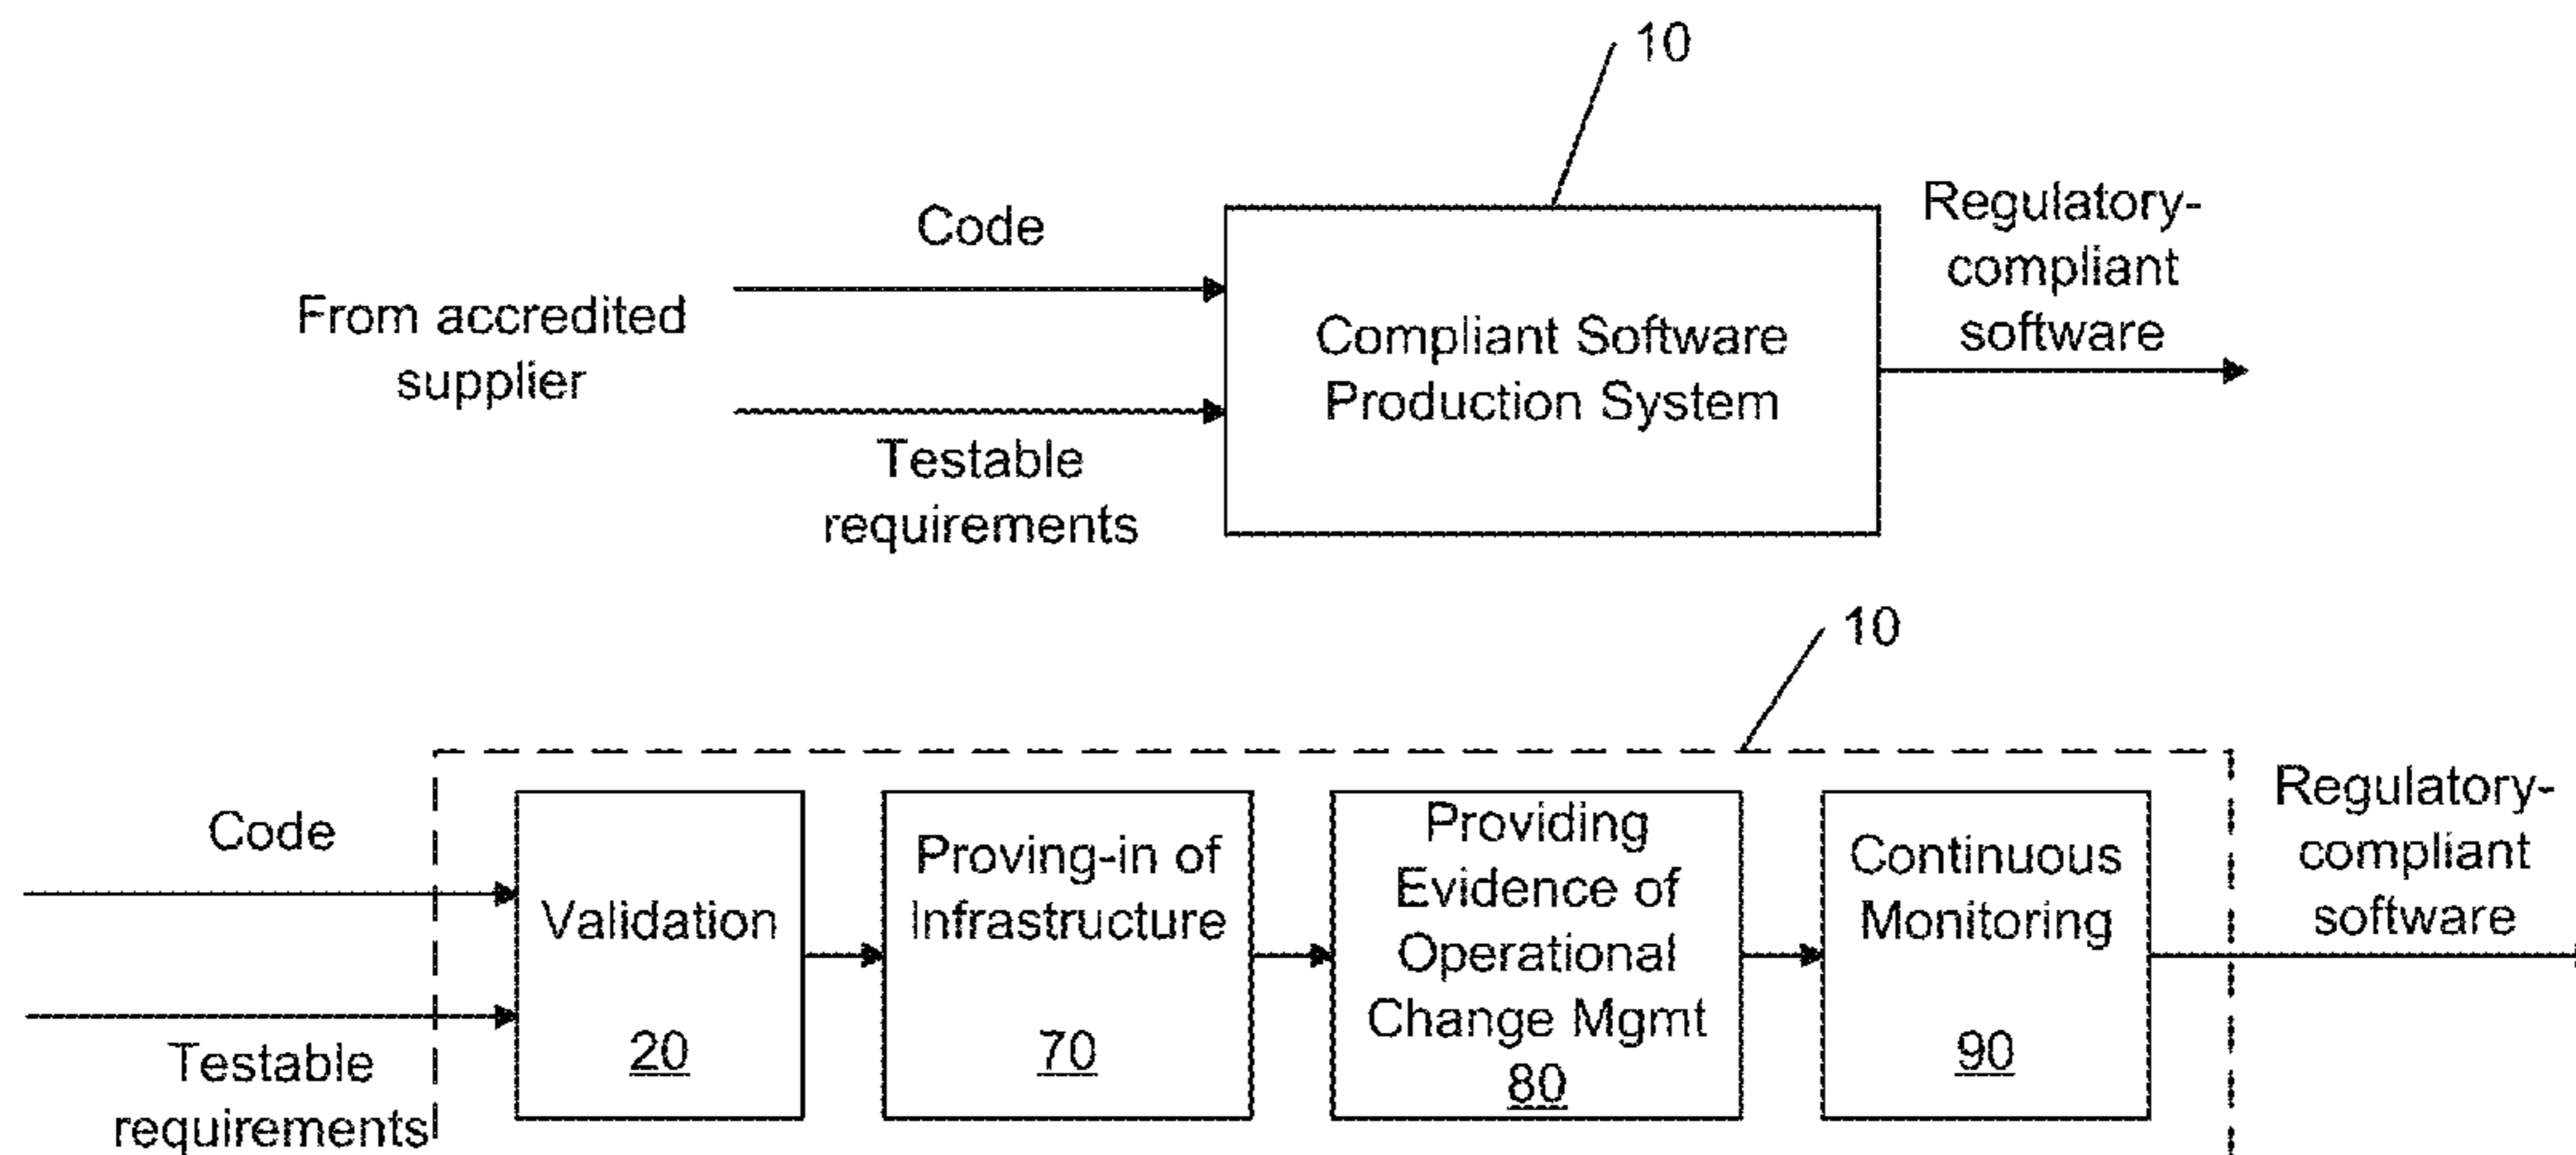 10
Code
From accredited
supplier
Testable
requirements
Compliant Software
Production System
Regulatory-
compliant
software
10
Code
Testable
requirements
Validation
20
Proving-in of
Infrastructure
70
Providing
Evidence of
Operational
Change Mgmt
80
Continuous
Monitoring
90
Regulatory-
compliant
software